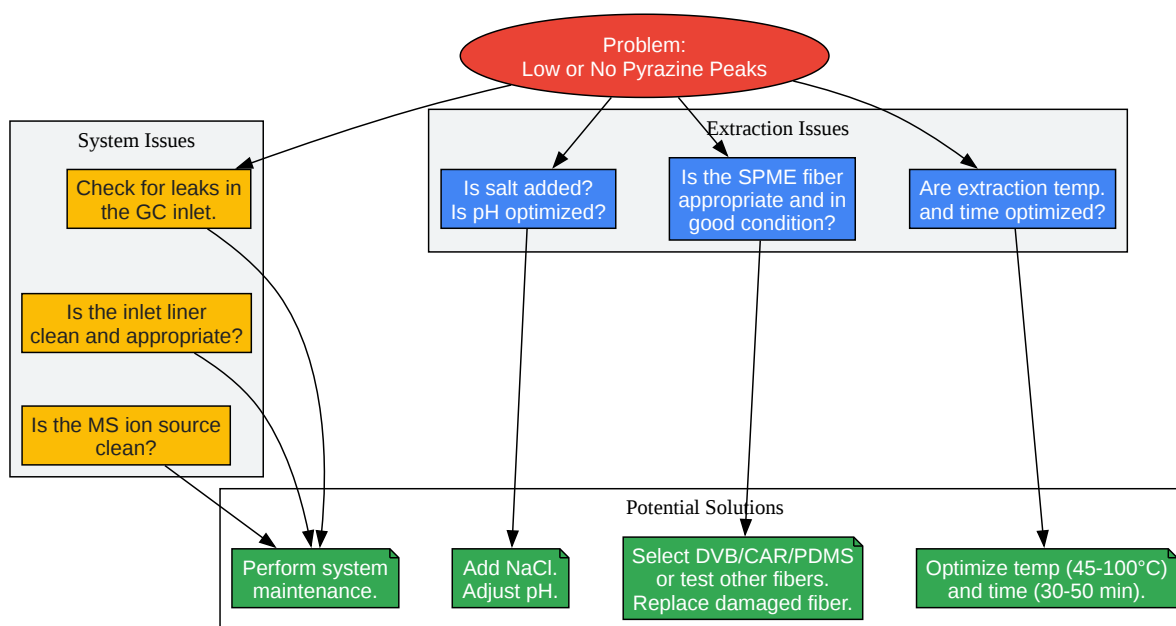 Problem:
Low or No Pyrazine Peaks
System Issues
Extraction Issues
Check for leaks in
the GC inlet.
Is salt added?
Is pH optimized?
Is the SPME fiber
appropriate and in
good condition?
Are extraction temp.
and time optimized?
Is the inlet liner
clean and appropriate?
Is the MS ion source
clean?
Potential Solutions
Perform system
maintenance.
Add NaCl.
Adjust pH.
Select DVB/CAR/PDMS
or test other fibers.
Replace damaged fiber.
Optimize temp (45-100°C)
and time (30-50 min).